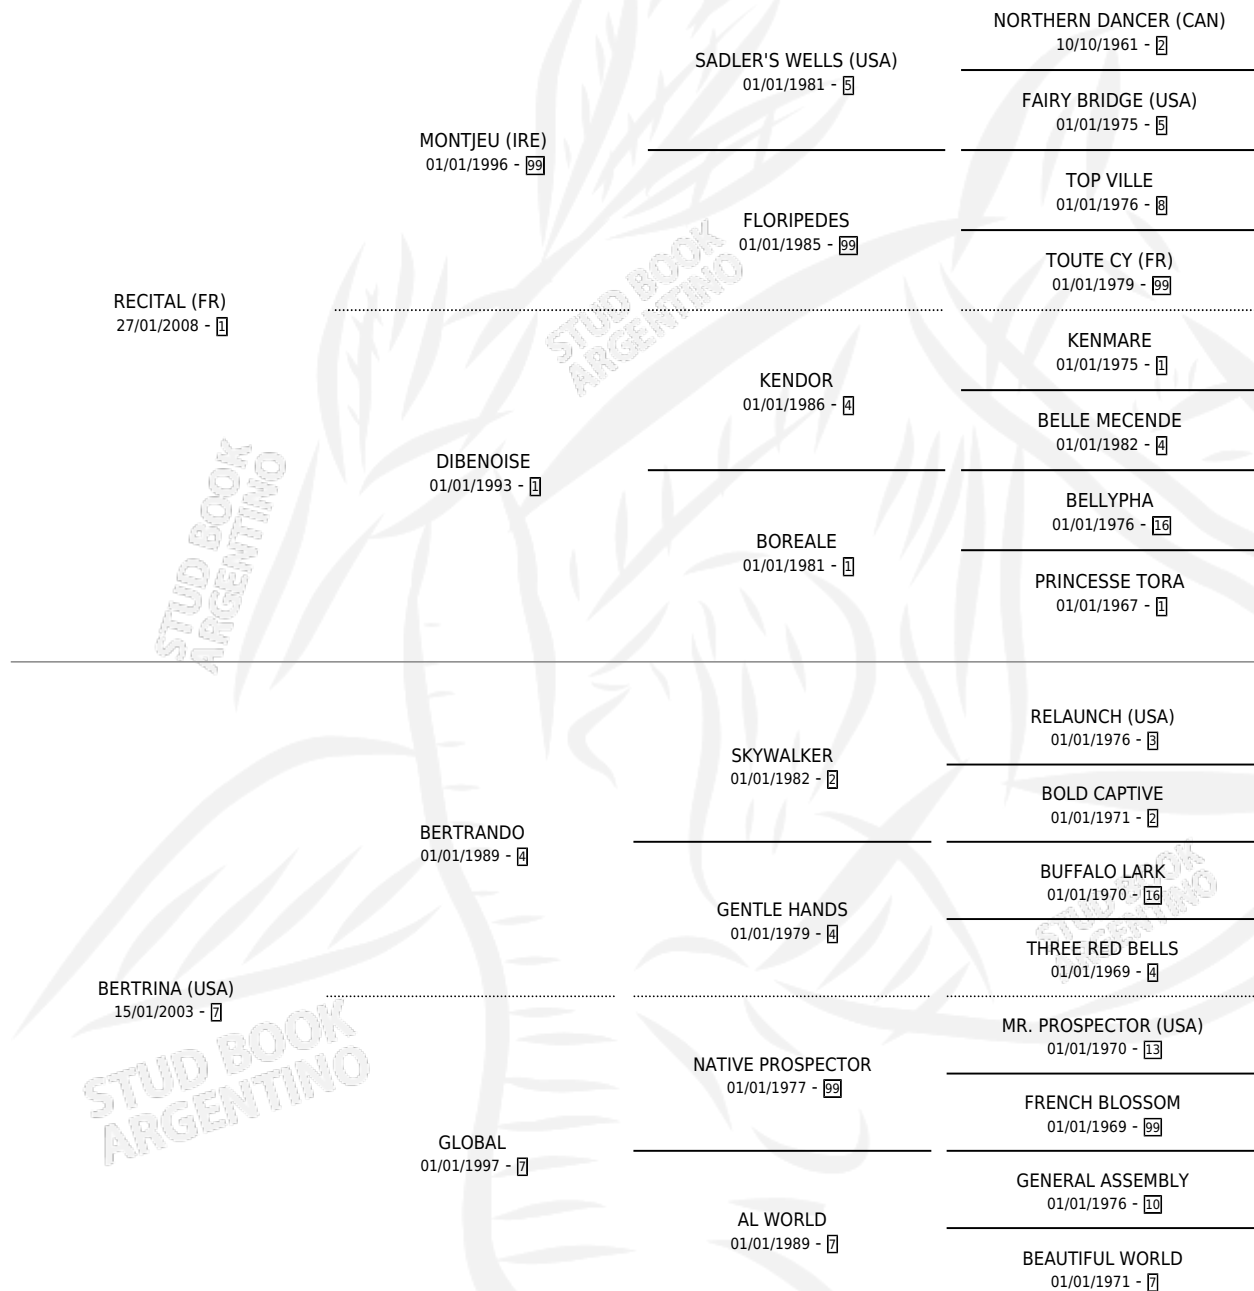 NORTHERN DANCER (CAN)
10/10/1961 - 2
SADLER'S WELLS (USA)
01/01/1981 - 5
FAIRY BRIDGE (USA)
01/01/1975 - 5
MONTJEU (IRE)
01/01/1996 - 99
TOP VILLE
01/01/1976 - 8
FLORIPEDES
01/01/1985 - 99
TOUTE CY (FR)
01/01/1979 - 99
RECITAL (FR)
27/01/2008 - 1
KENMARE
01/01/1975 - 1
KENDOR
01/01/1986 - 4
BELLE MECENDE
01/01/1982 - 4
DIBENOISE
01/01/1993 - 1
BELLYPHA
01/01/1976 - 16
BOREALE
01/01/1981 - 1
PRINCESSE TORA
01/01/1967 - 1
RELAUNCH (USA)
01/01/1976 - 3
SKYWALKER
01/01/1982 - 2
BOLD CAPTIVE
01/01/1971 - 2
BERTRANDO
01/01/1989 - 4
BUFFALO LARK
01/01/1970 - 16
GENTLE HANDS
01/01/1979 - 4
THREE RED BELLS
01/01/1969 - 4
BERTRINA (USA)
15/01/2003 - 7
MR. PROSPECTOR (USA)
01/01/1970 - 13
NATIVE PROSPECTOR
01/01/1977 - 99
FRENCH BLOSSOM
01/01/1969 - 99
GLOBAL
01/01/1997 - 7
GENERAL ASSEMBLY
01/01/1976 - 10
AL WORLD
01/01/1989 - 7
BEAUTIFUL WORLD
01/01/1971 - 7
STUD BOOK
ARGENTINO
STUD BOOK
ARGENTINO
STUD BOOK
ARGENTINO
STUD BOOK
ARGENTINO